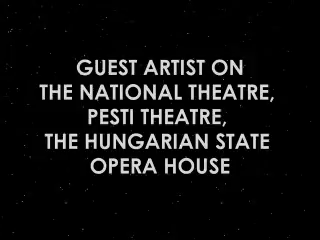 GUEST ARTIST ON
THE NATIONAL THEATRE,
PESTI THEATRE,
THE HUNGARIAN STATE
OPERA HOUSE